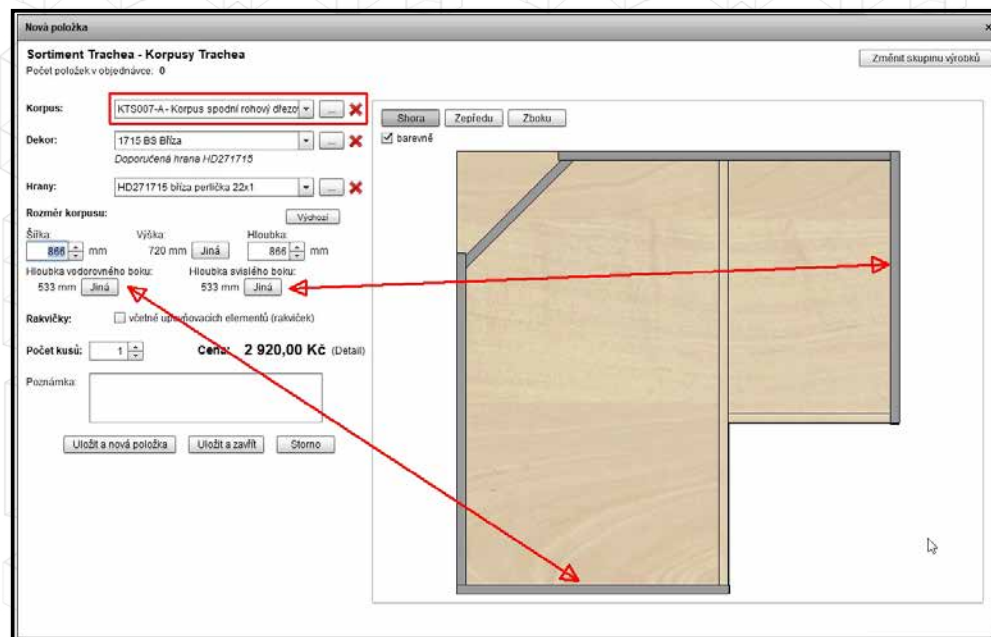 Nová položka
×
Sortiment Trachea - Korpusy Trachea
Počet položek v objednávce: 0
Změnit skupinu výrobků
Korpus: KTS007-A - Korpus spodní rohový dřezo ...
Shora Zepředu Zboku
barevně
Dekor: 1715 BS Bříza ...
Doporučená hrana HD271715
Hrany: HD271715 bříza perlička 22x1 ...
Rozměr korpusu: Výchozí
Šířka: Výška: Hloubka:
866 mm 720 mm Jiná 866 mm
Hloubka vodorovného boku: Hloubka svislého boku:
533 mm Jiná 533 mm Jiná
Rakvičky: včetně upevňovacích elementů (rakviček)
Počet kusů: 1 Cena: 2 920,00 Kč (Detail)
Poznámka:
Uložit a nová položka Uložit a zavřít Storno